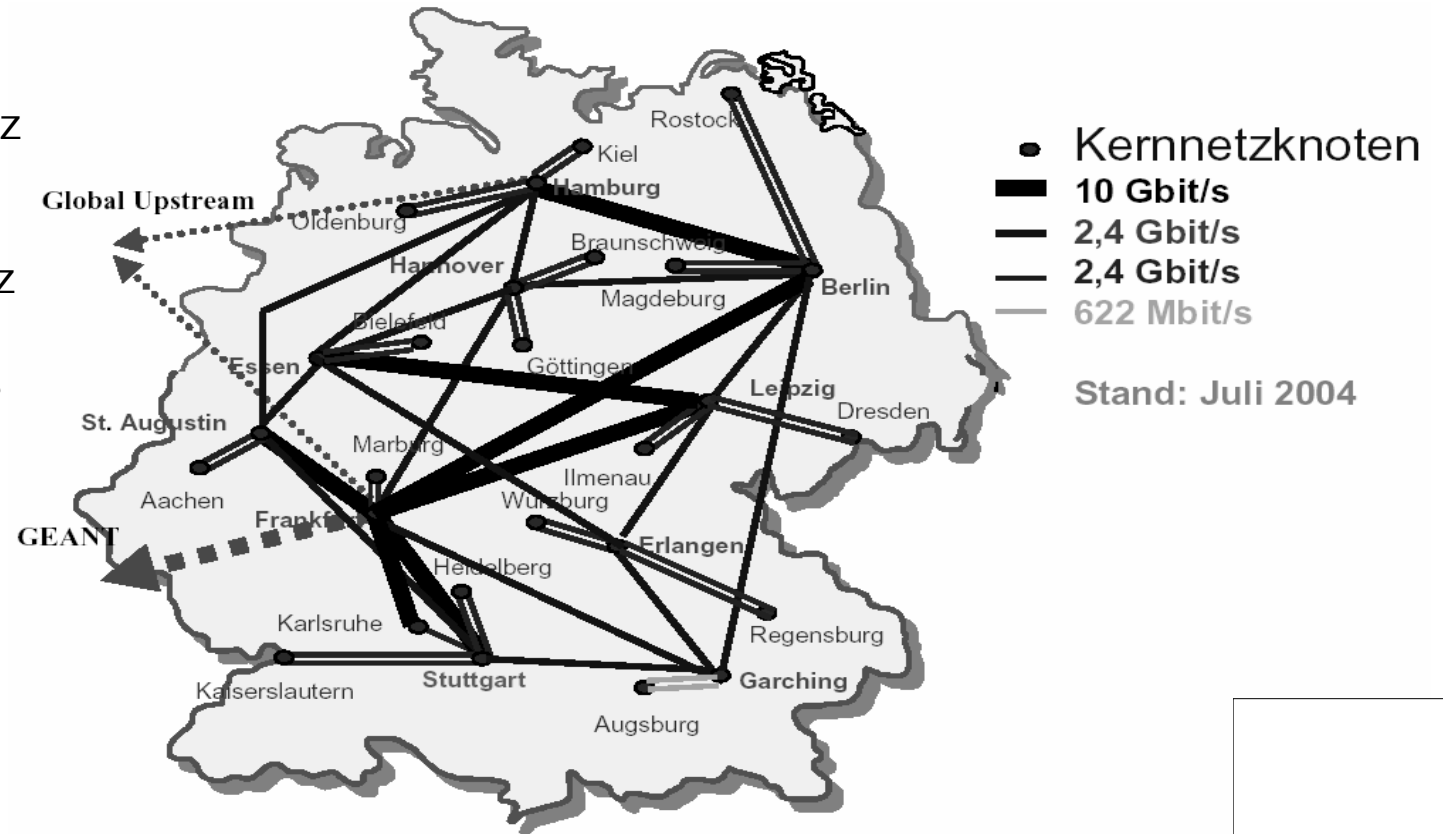 z
Rostock
Kiel
Hamburg
Global Upstream
Oldenburg
Braunschweig
Hannover
z
Magdeburg
Berlin
Bielefeld
Essen
Göttingen
Leipzig
Dresden
St. Augustin
Marburg
Ilmenau
Aachen
Würzburg
Frankfurt
GEANT
Erlangen
Heidelberg
Karlsruhe
Regensburg
Kaiserslautern
Stuttgart
Garching
Augsburg
Kernnetzknoten
10 Gbit/s
2,4 Gbit/s
2,4 Gbit/s
622 Mbit/s
Stand: Juli 2004